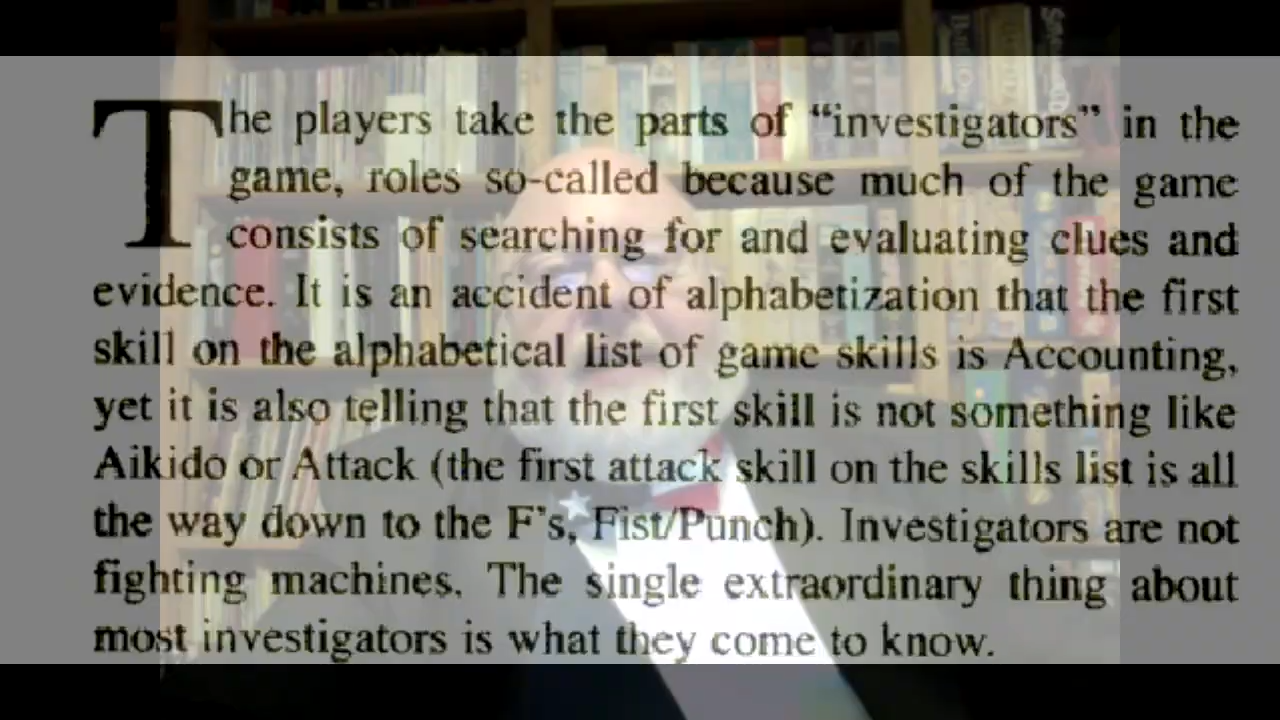 The players take the parts of “investigators” in the
game, roles so-called because much of the game
consists of searching for and evaluating clues and
evidence. It is an accident of alphabetization that the first
skill on the alphabetical list of game skills is Accounting,
yet it is also telling that the first skill is not something like
Aikido or Attack (the first attack skill on the skills list is all
the way down to the F’s, Fist/Punch). Investigators are not
fighting machines. The single extraordinary thing about
most investigators is what they come to know.